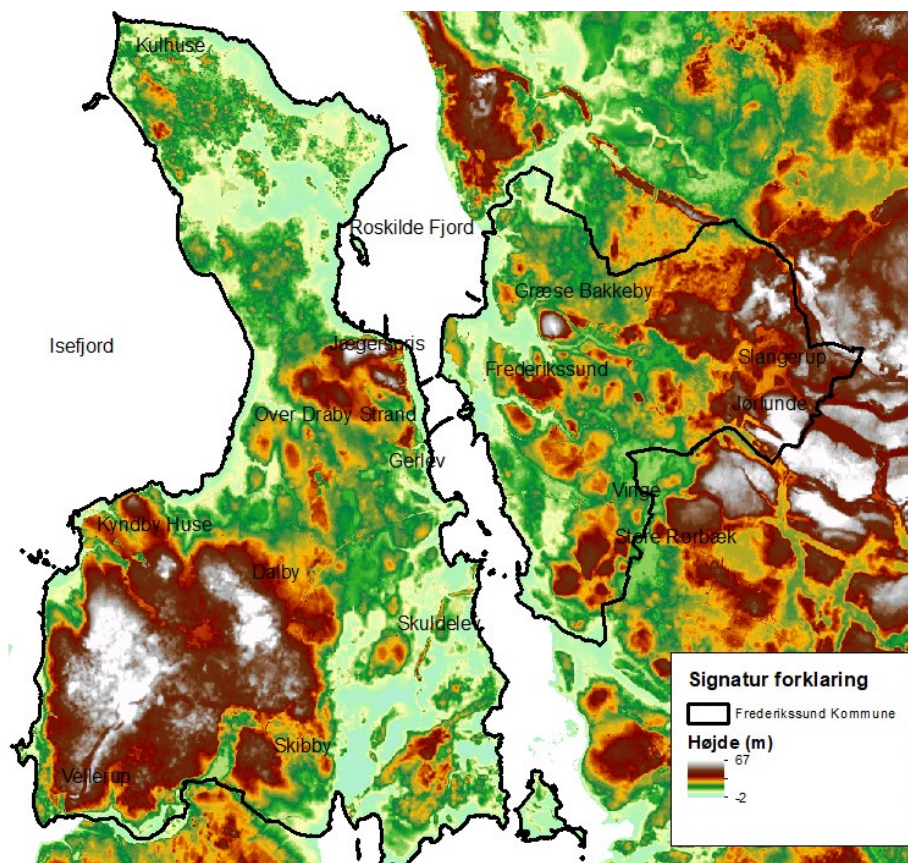 Kulhuse
Roskilde Fjord
Græse Bakkeby
Isefjord
Jægerspris
Slangerup
Frederikssund
Jørlunde
Over Dråby Strand
Gerlev
Vinge
Kyndby Huse
Store Rørbæk
Dalby
Skuldelev
Skibby
Vellerup
Signatur forklaring
Frederikssund Kommune
Højde (m)
67
-2